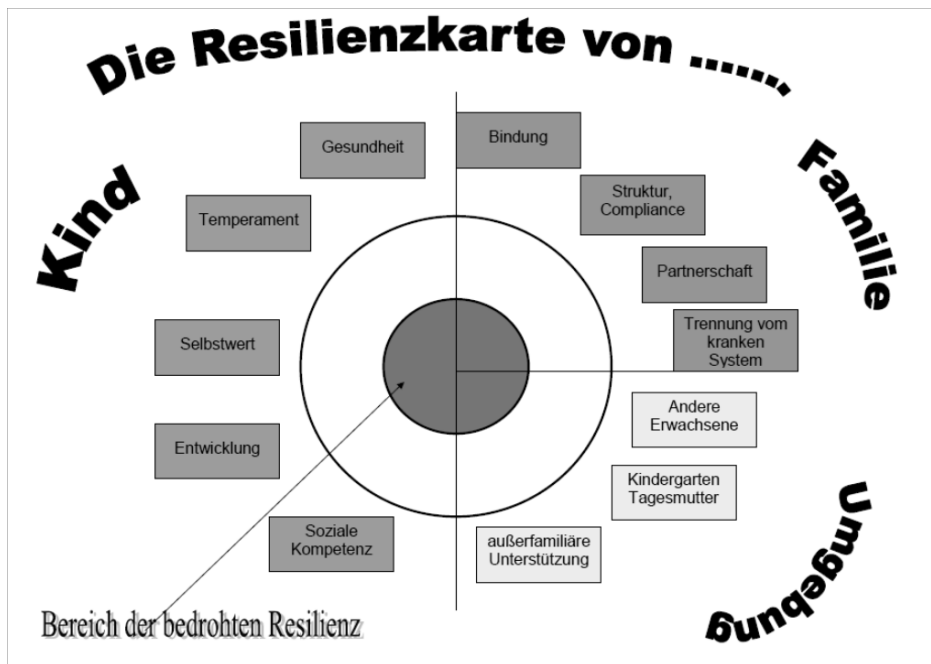 Die Resilienzkarte von .......
Kind
Familie
Umgebung
Gesundheit
Temperament
Selbstwert
Entwicklung
Soziale
Kompetenz
Bindung
Struktur,
Compliance
Partnerschaft
Trennung vom
kranken
System
Andere
Erwachsene
Kindergarten
Tagesmutter
außerfamiliäre
Unterstützung
Bereich der bedrohten Resilienz